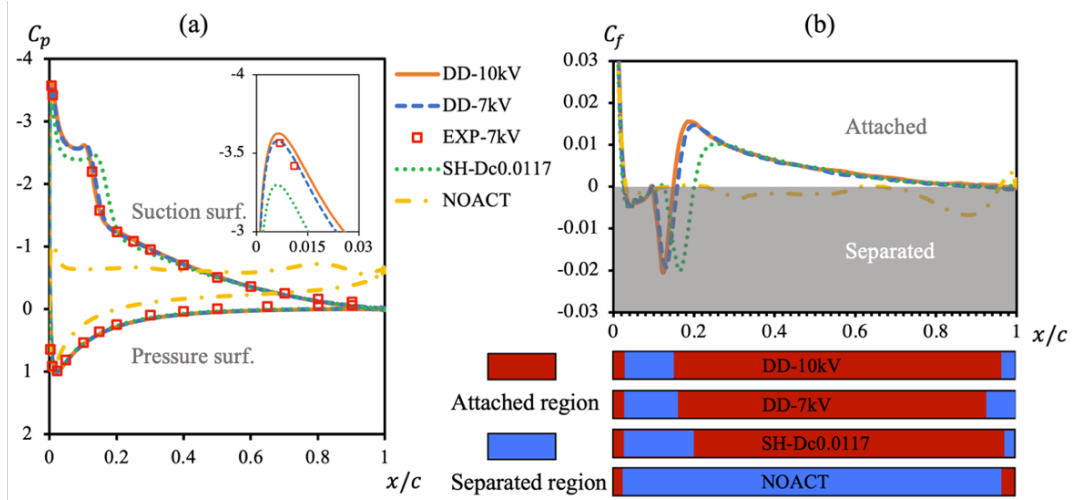 (a)
C_p
-4
-3
-2
-1
0
1
2
0
0.2
0.4
0.6
0.8
1
x/c
Suction surf.
Pressure surf.
-4
-3.5
-3
0
0.015
0.03
DD-10kV
DD-7kV
EXP-7kV
SH-Dc0.0117
NOACT
(b)
C_f
0.03
0.02
0.01
0
-0.01
-0.02
-0.03
0
0.2
0.4
0.6
0.8
1
x/c
Attached
Separated
Attached region
Separated region
DD-10kV
DD-7kV
SH-Dc0.0117
NOACT